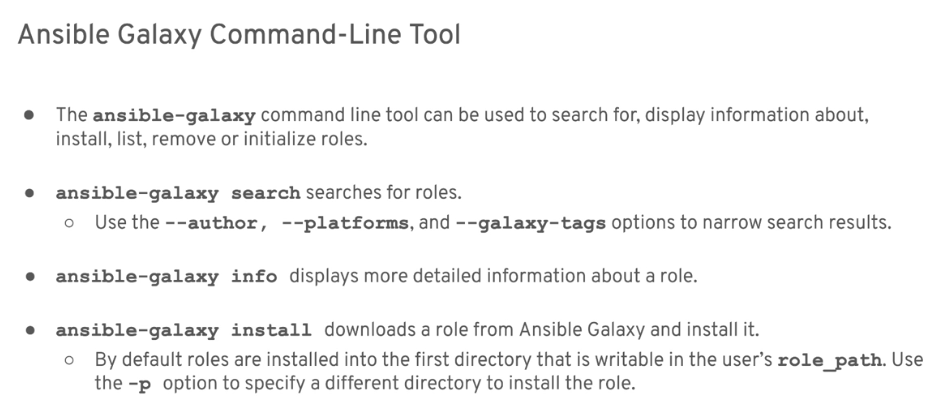 Ansible Galaxy Command-Line Tool
● The ansible-galaxy command line tool can be used to search for, display information about,
install, list, remove or initialize roles.
● ansible-galaxy search searches for roles.
○ Use the --author, --platforms, and --galaxy-tags options to narrow search results.
● ansible-galaxy info displays more detailed information about a role.
● ansible-galaxy install downloads a role from Ansible Galaxy and install it.
○ By default roles are installed into the first directory that is writable in the user's role_path. Use
the -p option to specify a different directory to install the role.